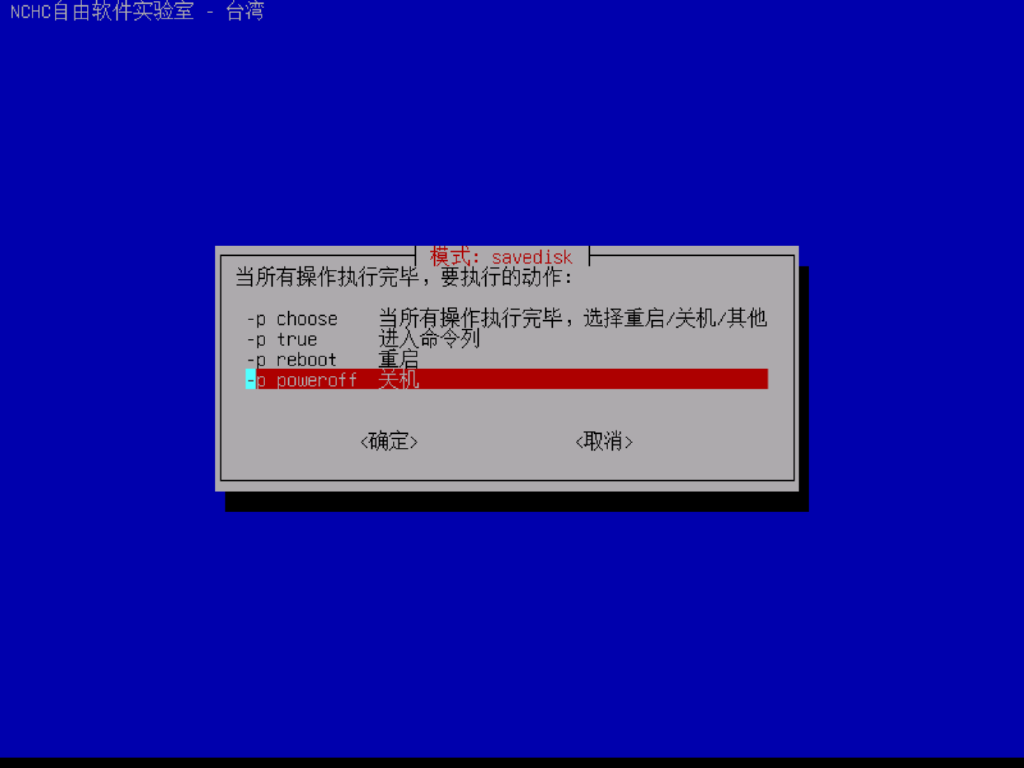 NCHC自由软件实验室 - 台湾
模式: savedisk
当所有操作执行完毕，要执行的动作:
-p choose 当所有操作执行完毕，选择重启/关机/其他
-p true 进入命令列
-p reboot 重启
-p poweroff 关机
<确定> <取消>